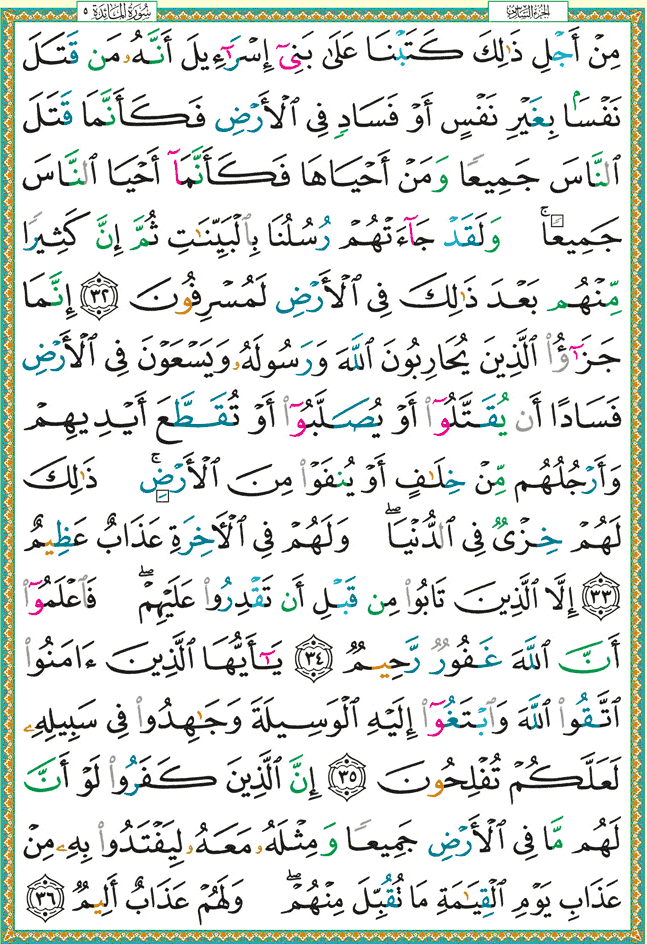 الجزء السادس
سورة المائدة ٥
مِنْ أَجْلِ ذَٰلِكَ كَتَبْنَا عَلَىٰ بَنِىٓ إِسْرَٰٓءِيلَ أَنَّهُۥ مَن قَتَلَ
نَفْسًۢا بِغَيْرِ نَفْسٍ أَوْ فَسَادٍ فِى ٱلْأَرْضِ فَكَأَنَّمَا قَتَلَ
ٱلنَّاسَ جَمِيعًا وَمَنْ أَحْيَاهَا فَكَأَنَّمَآ أَحْيَا ٱلنَّاسَ
جَمِيعًا ۚ وَلَقَدْ جَآءَتْهُمْ رُسُلُنَا بِٱلْبَيِّنَٰتِ ثُمَّ إِنَّ كَثِيرًا
مِّنْهُم بَعْدَ ذَٰلِكَ فِى ٱلْأَرْضِ لَمُسْرِفُونَ ٣٢ إِنَّمَا
جَزَٰٓؤُا۟ ٱلَّذِينَ يُحَارِبُونَ ٱللَّهَ وَرَسُولَهُۥ وَيَسْعَوْنَ فِى ٱلْأَرْضِ
فَسَادًا أَن يُقَتَّلُوٓا۟ أَوْ يُصَلَّبُوٓا۟ أَوْ تُقَطَّعَ أَيْدِيهِمْ
وَأَرْجُلُهُم مِّنْ خِلَٰفٍ أَوْ يُنفَوْا۟ مِنَ ٱلْأَرْضِ ۚ ذَٰلِكَ
لَهُمْ خِزْىٌ فِى ٱلدُّنْيَا ۖ وَلَهُمْ فِى ٱلْـَٔاخِرَةِ عَذَابٌ عَظِيمٌ
٣٣ إِلَّا ٱلَّذِينَ تَابُوا۟ مِن قَبْلِ أَن تَقْدِرُوا۟ عَلَيْهِمْ ۖ فَٱعْلَمُوٓا۟
أَنَّ ٱللَّهَ غَفُورٌ رَّحِيمٌ ٣٤ يَٰٓأَيُّهَا ٱلَّذِينَ ءَامَنُوا۟
ٱتَّقُوا۟ ٱللَّهَ وَٱبْتَغُوٓا۟ إِلَيْهِ ٱلْوَسِيلَةَ وَجَٰهِدُوا۟ فِى سَبِيلِهِۦ
لَعَلَّكُمْ تُفْلِحُونَ ٣٥ إِنَّ ٱلَّذِينَ كَفَرُوا۟ لَوْ أَنَّ
لَهُم مَّا فِى ٱلْأَرْضِ جَمِيعًا وَمِثْلَهُۥ مَعَهُۥ لِيَفْتَدُوا۟ بِهِۦ مِنْ
عَذَابِ يَوْمِ ٱلْقِيَٰمَةِ مَا تُقُبِّلَ مِنْهُمْ ۖ وَلَهُمْ عَذَابٌ أَلِيمٌ ٣٦